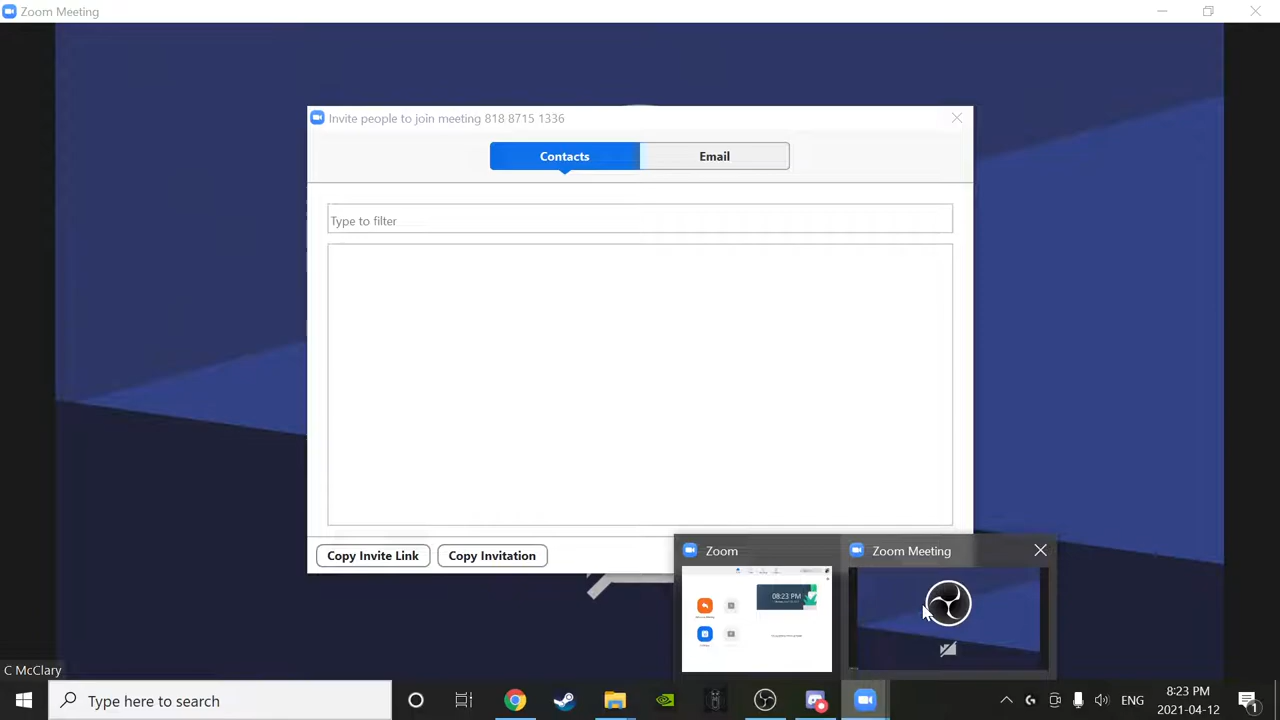 Zoom Meeting
Invite people to join meeting 818 8715 1336
Contacts
Email
Type to filter
Copy Invite Link
Copy Invitation
Zoom
Zoom Meeting
08:23 PM
C McClary
Type here to search
ENG
8:23 PM
2021-04-12
1